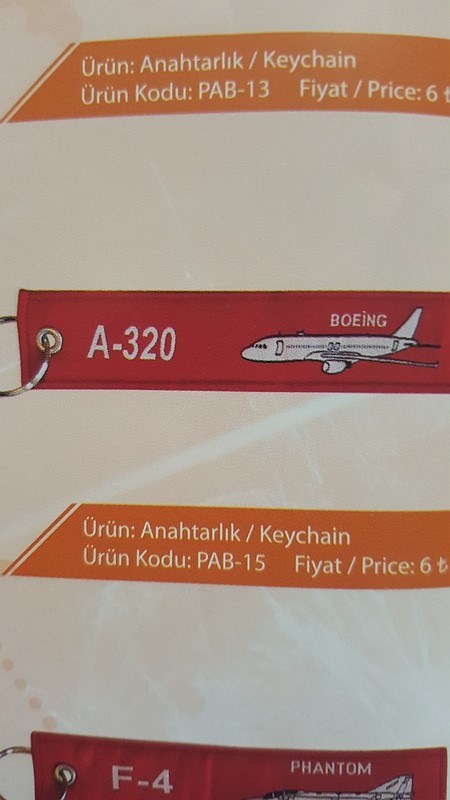 Ürün: Anahtarlık / Keychain
Ürün Kodu: PAB-13 Fiyat / Price: 6 ₺
A-320
BOEİNG
Ürün: Anahtarlık / Keychain
Ürün Kodu: PAB-15 Fiyat / Price: 6 ₺
F-4
PHANTOM